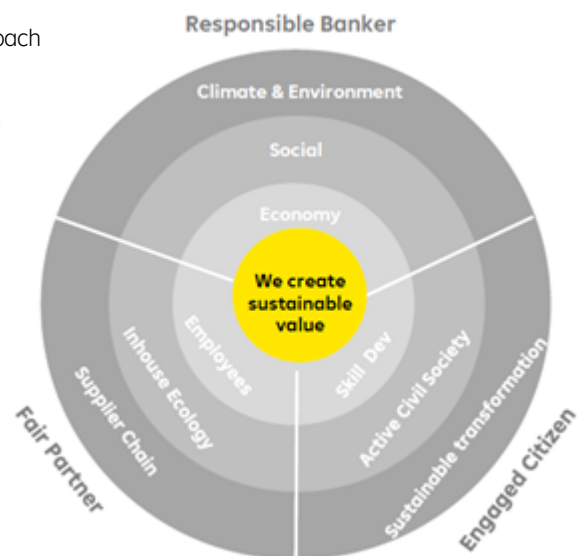 Responsible Banker
Climate & Environment
Social
Economy
We create
sustainable
value
Employees
Inhouse Ecology
Supplier Chain
Fair Partner
Skill Dev
Active Civil Society
Sustainable transformation
Engaged Citizen